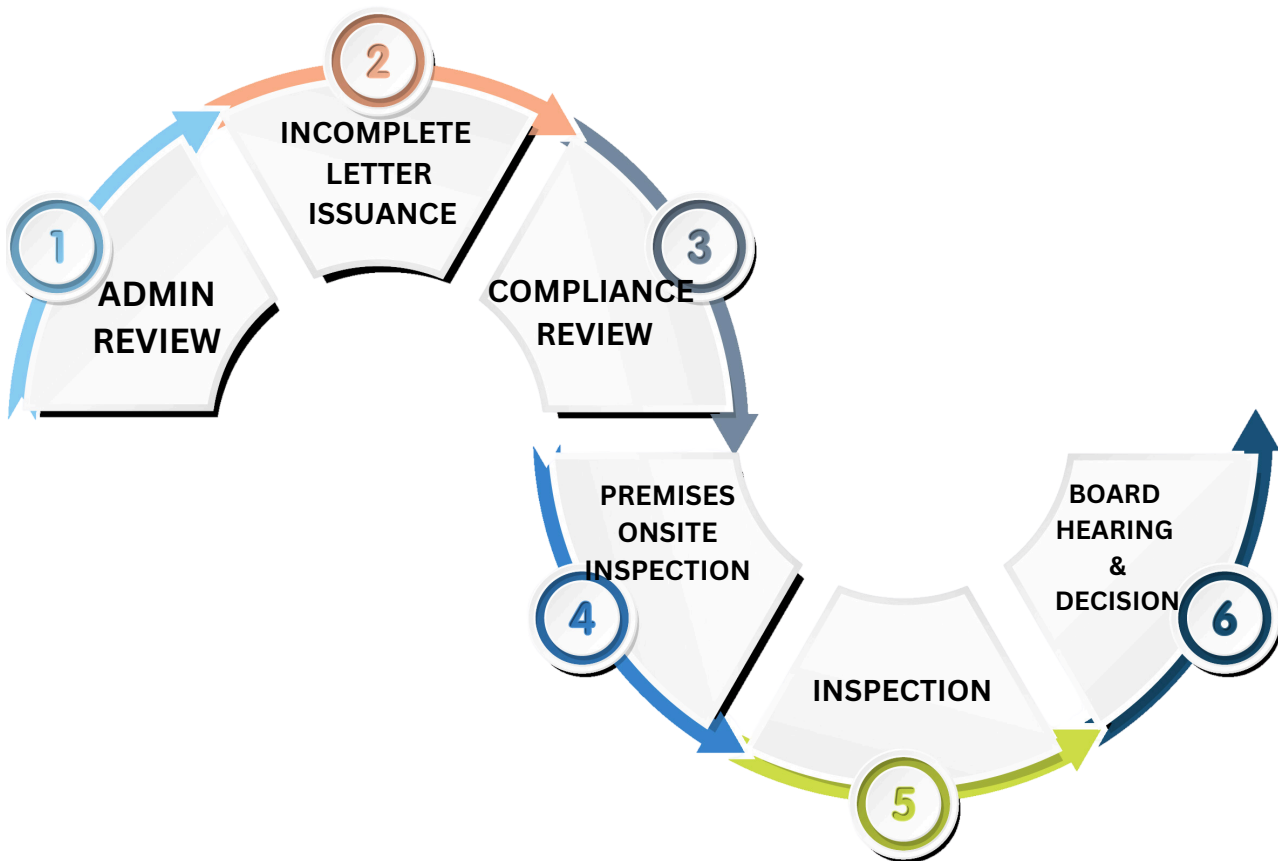 1
ADMIN
REVIEW
2
INCOMPLETE
LETTER
ISSUANCE
3
COMPLIANCE
REVIEW
4
PREMISES
ONSITE
INSPECTION
5
INSPECTION
6
BOARD
HEARING
&
DECISION